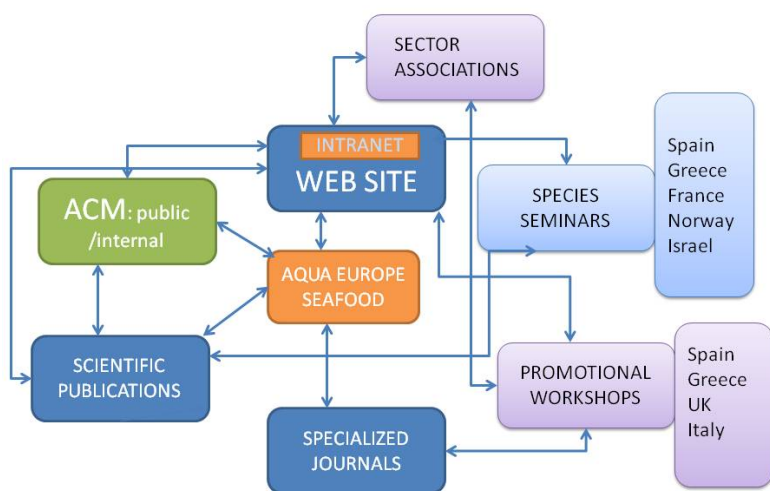 SECTOR
ASSOCIATIONS
INTRANET
WEB SITE
ACM: public
/internal
SPECIES
SEMINARS
Spain
Greece
France
Norway
Israel
AQUA EUROPE
SEAFOOD
SCIENTIFIC
PUBLICATIONS
PROMOTIONAL
WORKSHOPS
Spain
Greece
UK
Italy
SPECIALIZED
JOURNALS